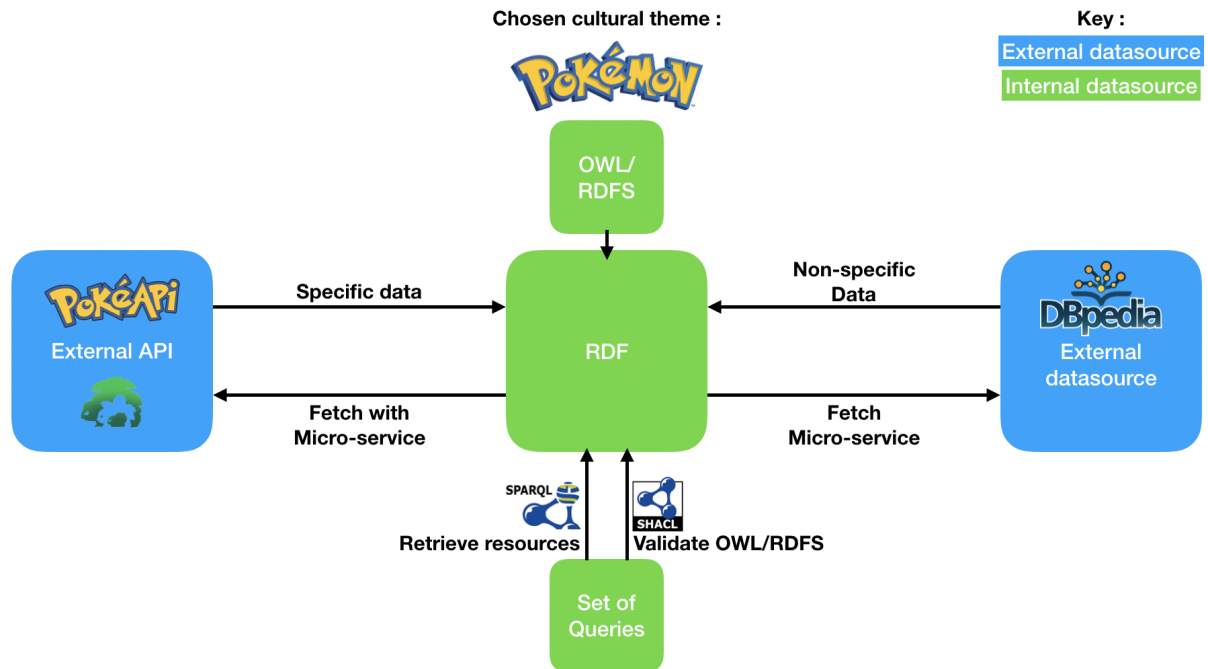 Chosen cultural theme :
Key :
External datasource
Internal datasource
POKéMON
TM
OWL/
RDFS
PokéApi
External API
Specific data
RDF
Non-specific
Data
DBpedia
External
datasource
Fetch with
Micro-service
Fetch
Micro-service
SPARQL
SHACL
Retrieve resources
Validate OWL/RDFS
Set of
Queries